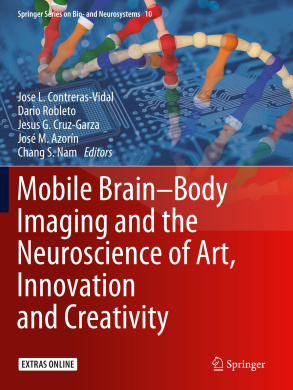 Springer Series on Bio- and Neurosystems 10
Jose L. Contreras-Vidal
Dario Robleto
Jesus G. Cruz-Garza
José M. Azorín
Chang S. Nam Editors
Mobile Brain–Body
Imaging and the
Neuroscience of Art,
Innovation
and Creativity
EXTRAS ONLINE
Springer